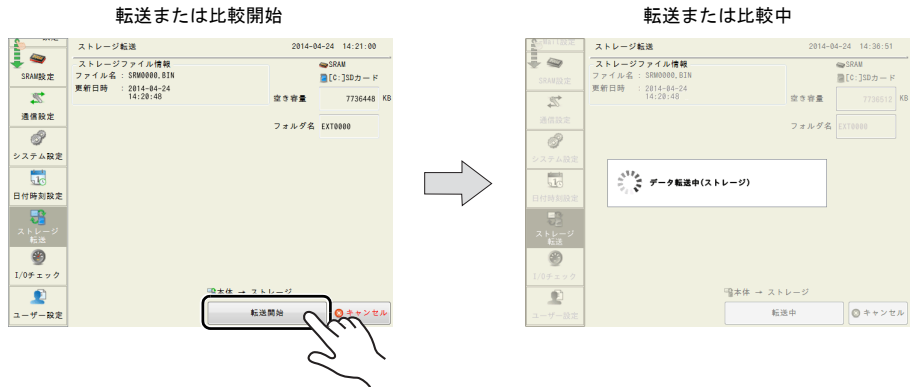 転送または比較開始
ストレージ転送 2014-04-24 14:21:00
SRAM設定
通信設定
システム設定
日付時刻設定
ストレージ
転送
I/Oチェック
ユーザー設定
ストレージファイル情報
ファイル名 : SRM0000.BIN
更新日時 : 2014-04-24
14:20:48
SRAM
[C:]SDカード
空き容量 7736448 KB
フォルダ名 EXT0000
本体 → ストレージ
転送開始
キャンセル
転送または比較中
ストレージ転送 2014-04-24 14:36:51
SRAM設定
通信設定
システム設定
日付時刻設定
ストレージ
転送
I/Oチェック
ユーザー設定
ストレージファイル情報
ファイル名 : SRM0000.BIN
更新日時 : 2014-04-24
14:20:48
SRAM
[C:]SDカード
空き容量 7736512 KB
フォルダ名 EXT0000
データ転送中(ストレージ)
本体 → ストレージ
転送中
キャンセル